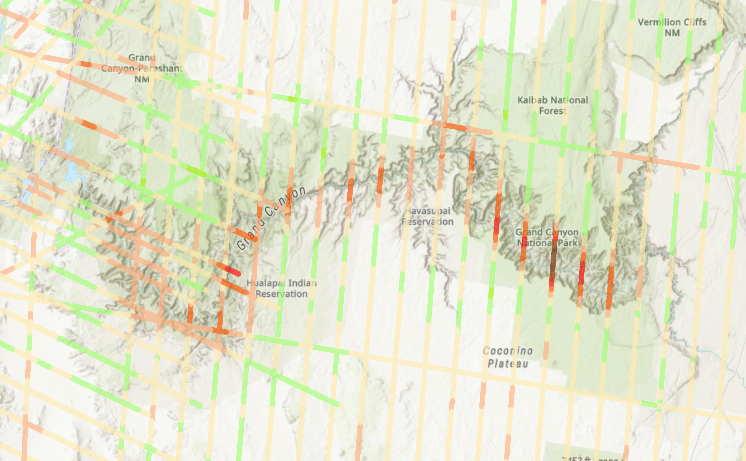 Vermilion Cliffs
NM
Grand
Canyon-Parashant
NM
Kaibab National
Forest
Grand Canyon
Havasupai
Reservation
Grand Canyon
National Park
Hualapai Indian
Reservation
Coconino
Plateau